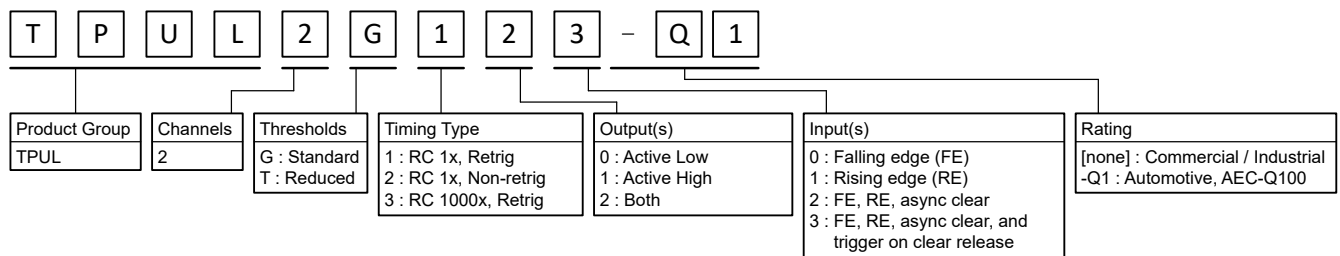 T P U L 2 G 1 2 3 - Q 1
Product Group
TPUL
Channels
2
Thresholds
G : Standard
T : Reduced
Timing Type
1 : RC 1x, Retrig
2 : RC 1x, Non-retrig
3 : RC 1000x, Retrig
Output(s)
0 : Active Low
1 : Active High
2 : Both
Input(s)
0 : Falling edge (FE)
1 : Rising edge (RE)
2 : FE, RE, async clear
3 : FE, RE, async clear, and
trigger on clear release
Rating
[none] : Commercial / Industrial
-Q1 : Automotive, AEC-Q100